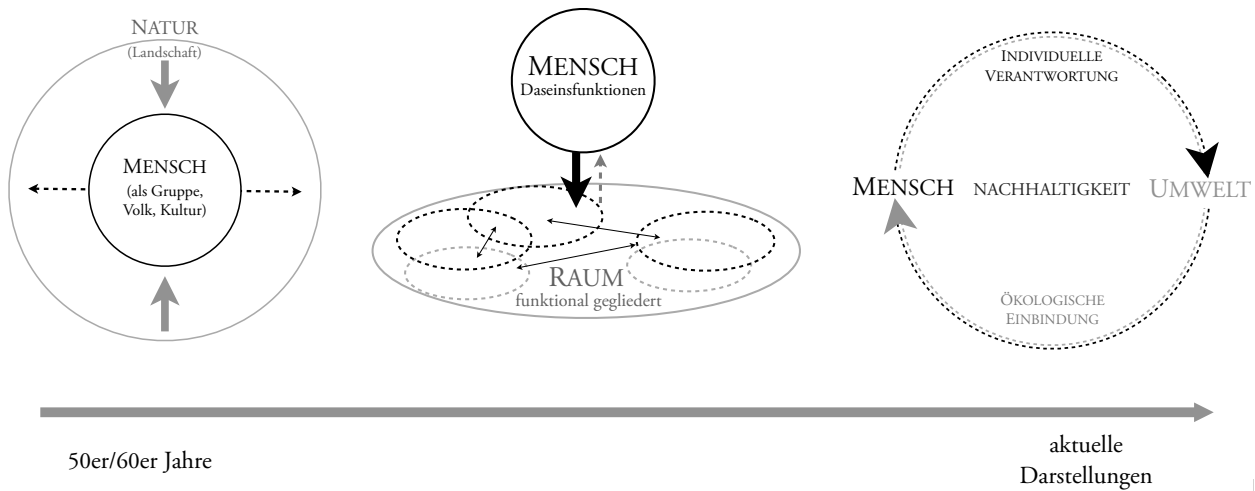 NATUR
(Landschaft)
MENSCH
(als Gruppe,
Volk, Kultur)
MENSCH
Daseinsfunktionen
RAUM
funktional gegliedert
INDIVIDUELLE
VERANTWORTUNG
MENSCH NACHHALTIGKEIT UMWELT
ÖKOLOGISCHE
EINBINDUNG
50er/60er Jahre
aktuelle
Darstellungen